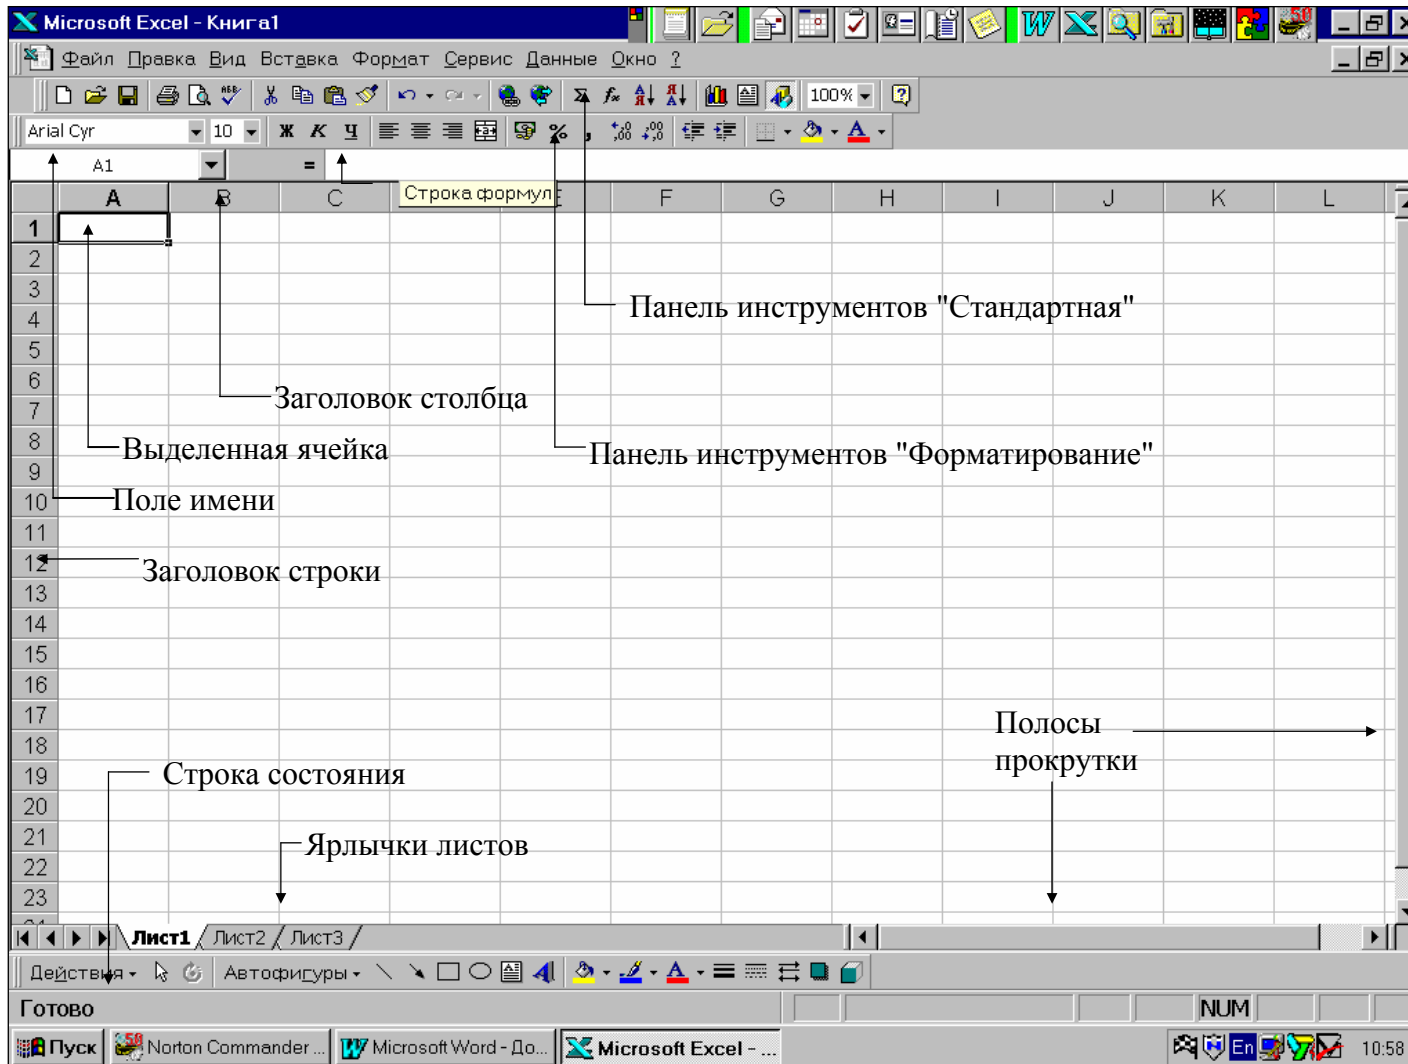 Microsoft Excel - Книга1
Файл Правка Вид Вставка Формат Сервис Данные Окно ?
100%
Arial Cyr 10 Ж К Ч %
A1 =
Строка формул
A B C E F G H I J K L
1
2
3
Панель инструментов "Стандартная"
4
5
6
Заголовок столбца
7
8
Выделенная ячейка
Панель инструментов "Форматирование"
9
10
Поле имени
11
12
Заголовок строки
13
14
15
16
17
Полосы
18
прокрутки
19
Строка состояния
20
21
Ярлычки листов
22
23
Лист1 Лист2 Лист3
Действия Автофигуры
Готово NUM
Пуск Norton Commander ... Microsoft Word - До... Microsoft Excel - ... En 10:58